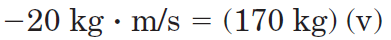 −20 kg · m/s = (170 kg) (v)